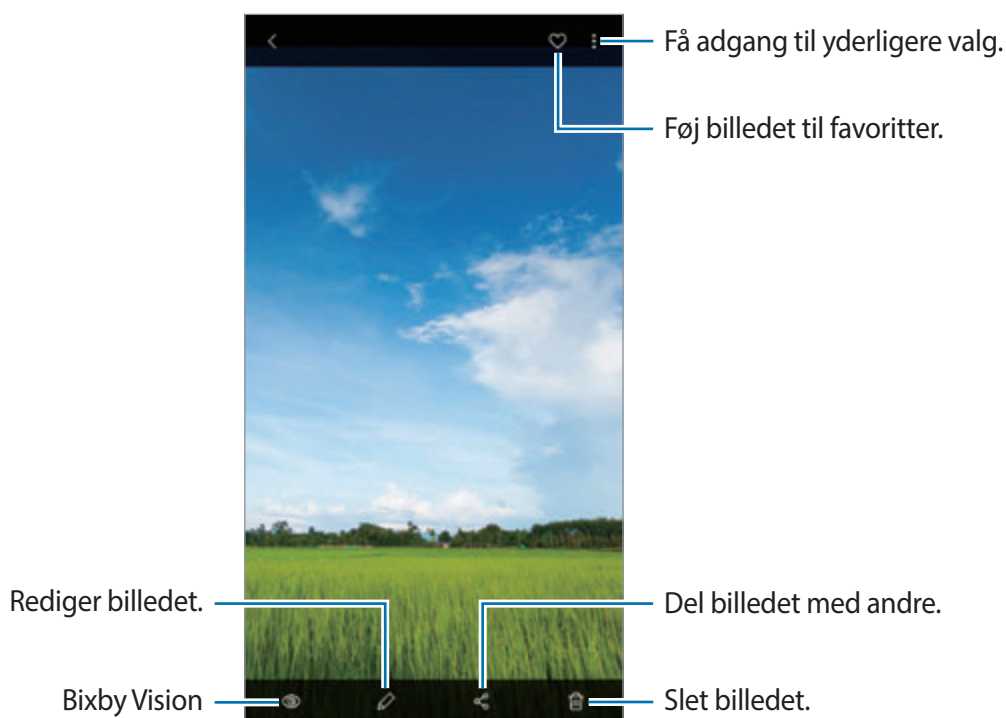 Få adgang til yderligere valg.
Føj billedet til favoritter.
Rediger billedet.
Del billedet med andre.
Bixby Vision
Slet billedet.